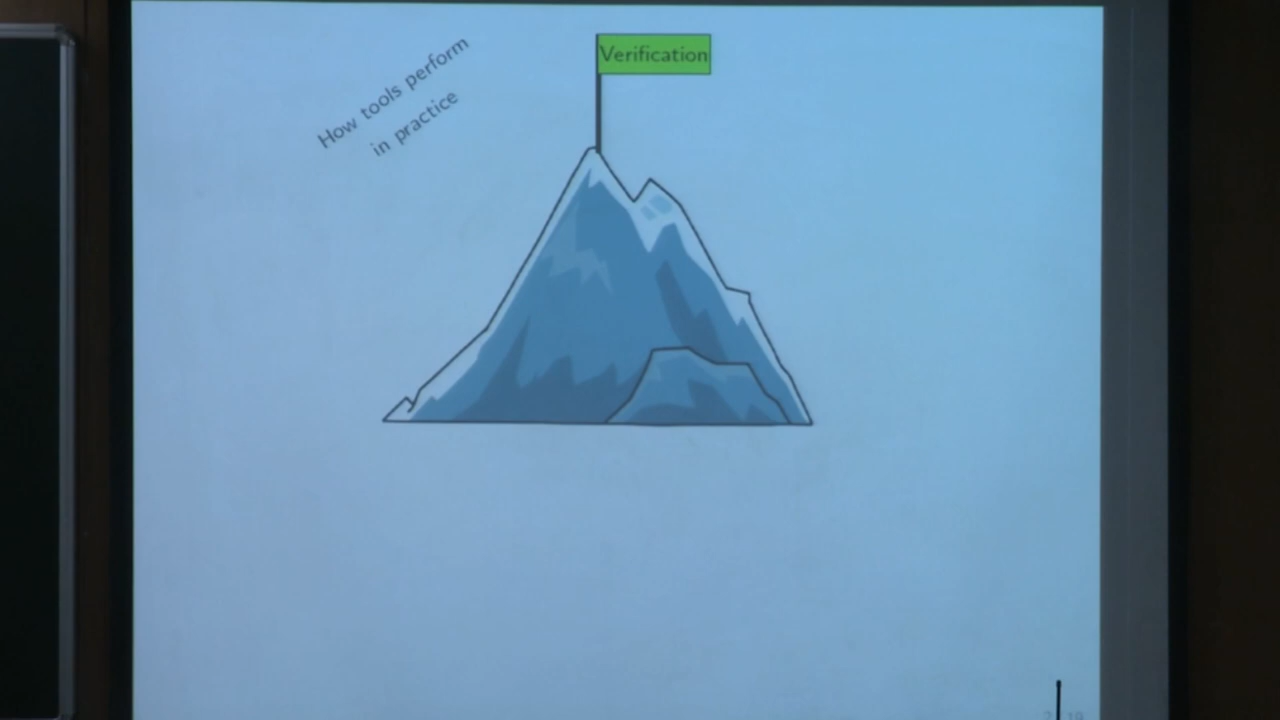 How tools perform
in practice
Verification